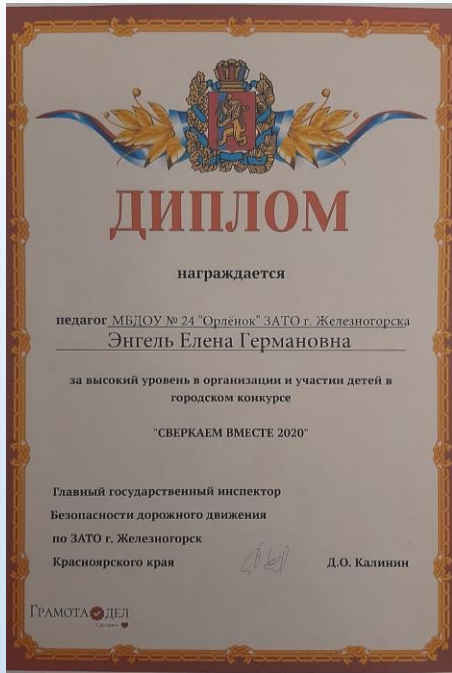 ДИПЛОМ
награждается
педагог МБДОУ № 24 "Орлёнок" ЗАТО г. Железногорска
Энгель Елена Германовна
за высокий уровень в организации и участии детей в
городском конкурсе
"СВЕРКАЕМ ВМЕСТЕ 2020"
Главный государственный инспектор
Безопасности дорожного движения
по ЗАТО г. Железногорск
Красноярского края Д.О. Калинин
ГРАМОТА ДЕЛ